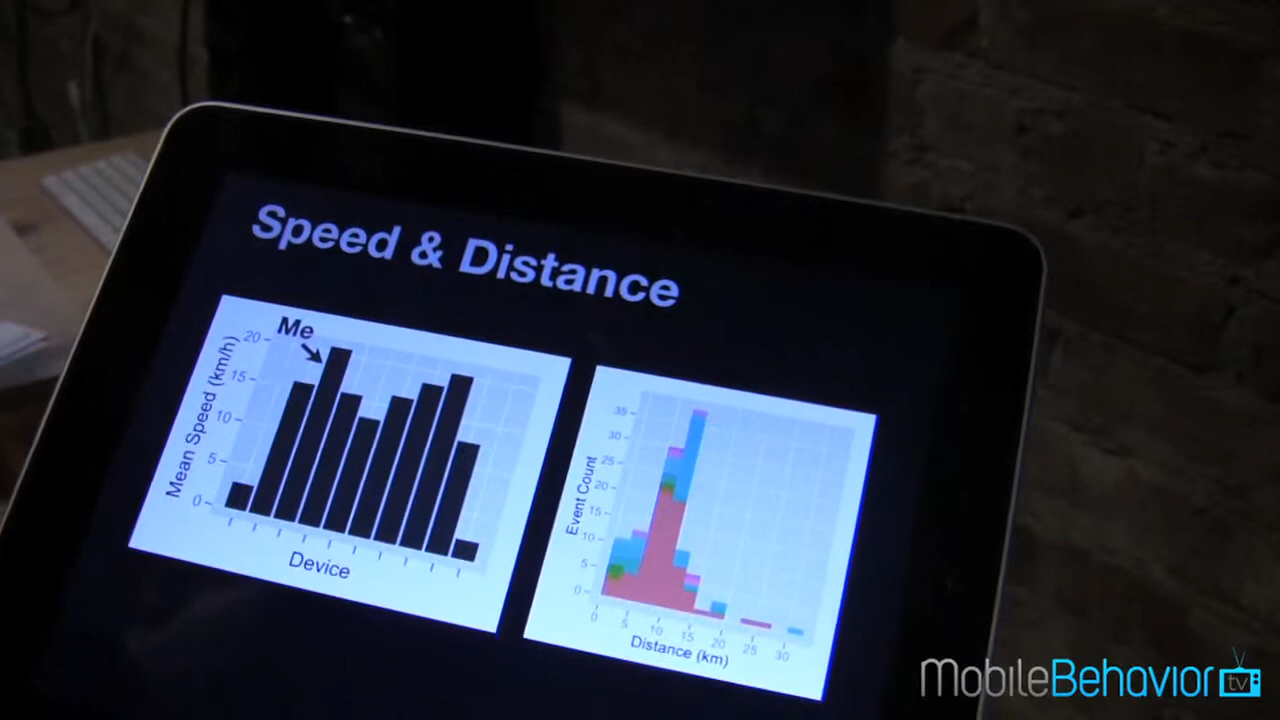 Speed & Distance
Me
Mean Speed (km/h)
20
15
10
5
0
Device
Event Count
35
30
25
20
15
10
5
0
0 5 10 15 20 25 30
Distance (km)
MobileBehavior tv